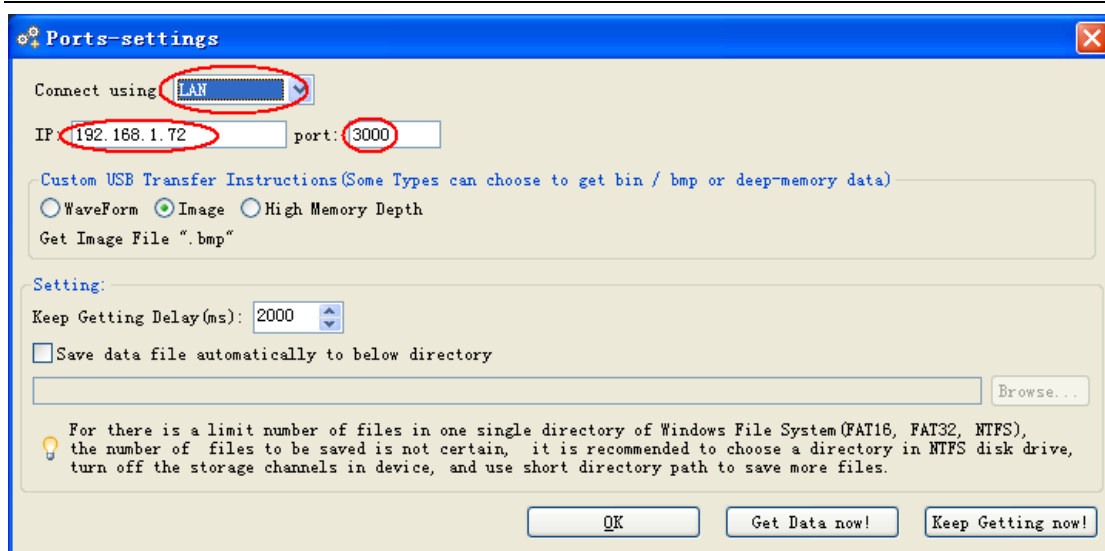 Ports-settings
Connect using LAN
IP: 192.168.1.72 port: 3000
Custom USB Transfer Instructions(Some Types can choose to get bin / bmp or deep-memory data)
WaveForm Image High Memory Depth
Get Image File ".bmp"
Setting:
Keep Getting Delay(ms): 2000
Save data file automatically to below directory
Browse...
For there is a limit number of files in one single directory of Windows File System(FAT16, FAT32, NTFS),
the number of files to be saved is not certain, it is recommended to choose a directory in NTFS disk drive,
turn off the storage channels in device, and use short directory path to save more files.
OK Get Data now! Keep Getting now!